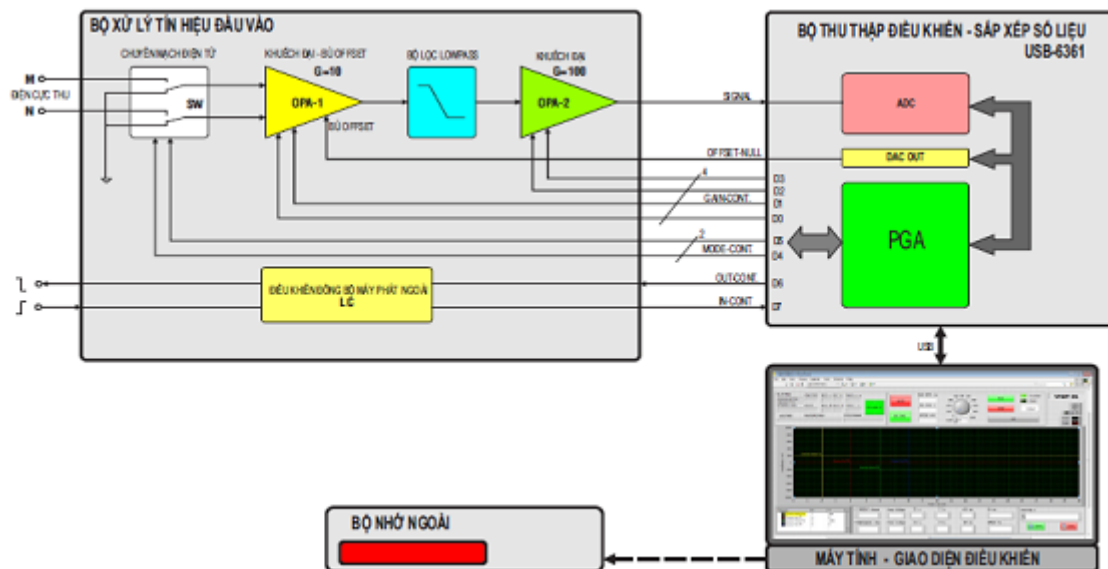 BỘ XỬ LÝ TÍN HIỆU ĐẦU VÀO
CHUYỂN MẠCH ĐIỆN TỬ
KHUẾCH ĐẠI - BÙ OFFSET
G=10
BỘ LỌC LOWPASS
KHUẾCH ĐẠI
G=100
M
ĐIỆN CỰC THU
N
SW
OPA-1
OPA-2
BÙ OFFSET
SIGNAL
OFFSET-NULL
4
GAIN-CONT.
2
MODE-CONT.
OUT-CONT.
IN-CONT
ĐIỀU KHIỂN ĐỒNG BỘ MÁY PHÁT NGOÀI
I.C
BỘ THU THẬP ĐIỀU KHIỂN - SẮP XẾP SỐ LIỆU
USB-6361
ADC
DAC OUT
PGA
D3
D2
D1
D0
D5
D4
D6
D7
USB
BỘ NHỚ NGOÀI
MÁY TÍNH - GIAO DIỆN ĐIỀU KHIỂN